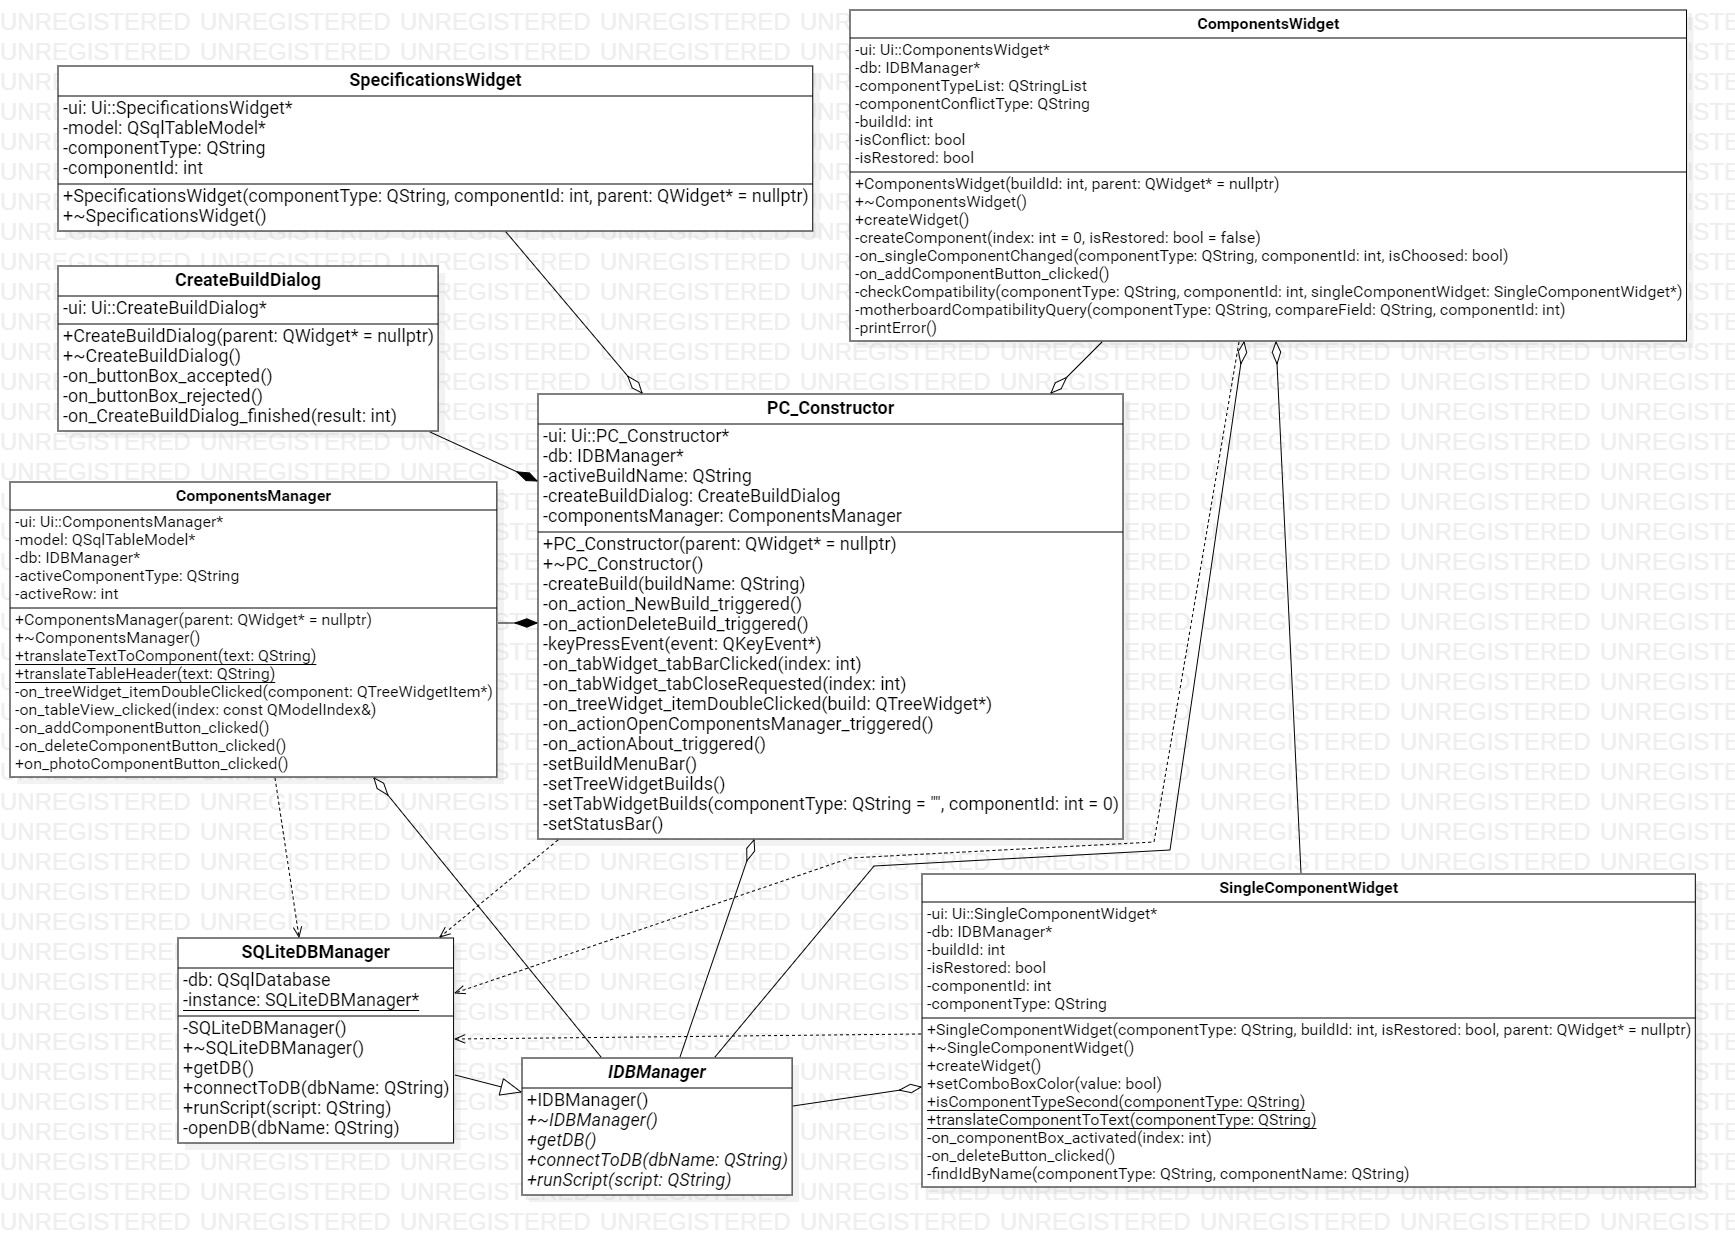 SpecificationsWidget
-ui: Ui::SpecificationsWidget*
-model: QSqlTableModel*
-componentType: QString
-componentId: int
+SpecificationsWidget(componentType: QString, componentId: int, parent: QWidget* = nullptr)
+~SpecificationsWidget()
ComponentsWidget
-ui: Ui::ComponentsWidget*
-db: IDBManager*
-componentTypeList: QStringList
-componentConflictType: QString
-buildId: int
-isConflict: bool
-isRestored: bool
+ComponentsWidget(buildId: int, parent: QWidget* = nullptr)
+~ComponentsWidget()
+createWidget()
-createComponent(index: int = 0, isRestored: bool = false)
-on_singleComponentChanged(componentType: QString, componentId: int, isChoosed: bool)
-on_addComponentButton_clicked()
-checkCompatibility(componentType: QString, componentId: int, singleComponentWidget: SingleComponentWidget*)
-motherboardCompatibilityQuery(componentType: QString, compareField: QString, componentId: int)
-printError()
CreateBuildDialog
-ui: Ui::CreateBuildDialog*
+CreateBuildDialog(parent: QWidget* = nullptr)
+~CreateBuildDialog()
-on_buttonBox_accepted()
-on_buttonBox_rejected()
-on_CreateBuildDialog_finished(result: int)
PC_Constructor
-ui: Ui::PC_Constructor*
-db: IDBManager*
-activeBuildName: QString
-createBuildDialog: CreateBuildDialog
-componentsManager: ComponentsManager
+PC_Constructor(parent: QWidget* = nullptr)
+~PC_Constructor()
-createBuild(buildName: QString)
-on_action_NewBuild_triggered()
-on_actionDeleteBuild_triggered()
-keyPressEvent(event: QKeyEvent*)
-on_tabWidget_tabBarClicked(index: int)
-on_tabWidget_tabCloseRequested(index: int)
-on_treeWidget_itemDoubleClicked(build: QTreeWidget*)
-on_actionOpenComponentsManager_triggered()
-on_actionAbout_triggered()
-setBuildMenuBar()
-setTreeWidgetBuilds()
-setTabWidgetBuilds(componentType: QString = "", componentId: int = 0)
-setStatusBar()
ComponentsManager
-ui: Ui::ComponentsManager*
-model: QSqlTableModel*
-db: IDBManager*
-activeComponentType: QString
-activeRow: int
+ComponentsManager(parent: QWidget* = nullptr)
+~ComponentsManager()
+translateTextToComponent(text: QString)
+translateTableHeader(text: QString)
-on_treeWidget_itemDoubleClicked(component: QTreeWidgetItem*)
-on_tableView_clicked(index: const QModelIndex&)
-on_addComponentButton_clicked()
-on_deleteComponentButton_clicked()
+on_photoComponentButton_clicked()
SQLiteDBManager
-db: QSqlDatabase
-instance: SQLiteDBManager*
-SQLiteDBManager()
+~SQLiteDBManager()
+getDB()
+connectToDB(dbName: QString)
+runScript(script: QString)
-openDB(dbName: QString)
IDBManager
+IDBManager()
+~IDBManager()
+getDB()
+connectToDB(dbName: QString)
+runScript(script: QString)
SingleComponentWidget
-ui: Ui::SingleComponentWidget*
-db: IDBManager*
-buildId: int
-isRestored: bool
-componentId: int
-componentType: QString
+SingleComponentWidget(componentType: QString, buildId: int, isRestored: bool, parent: QWidget* = nullptr)
+~SingleComponentWidget()
+createWidget()
+setComboBoxColor(value: bool)
+isComponentTypeSecond(componentType: QString)
+translateComponentToText(componentType: QString)
-on_componentBox_activated(index: int)
-on_deleteButton_clicked()
-findIdByName(componentType: QString, componentName: QString)
UNREGISTERED UNREGISTERED UNREGISTERED UNREGISTERED UNREGISTERED UNREGISTERED UNREGISTERED UNREGISTERED